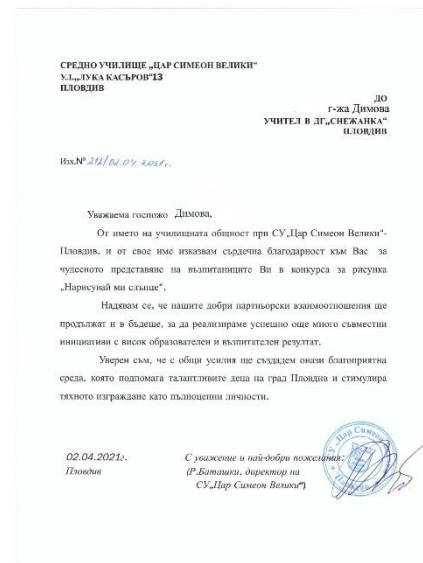 СРЕДНО УЧИЛИЩЕ „ЦАР СИМЕОН ВЕЛИКИ“
УЛ.„ЛУКА КАСЪРОВ“13
ПЛОВДИВ
ДО
г-жа Димова
УЧИТЕЛ В ДГ„СНЕЖАНКА“
ПЛОВДИВ
Изх.№ 212/02.04.2021г.
Уважаема госпожо Димова,
От името на училищната общност при СУ„Цар Симеон Велики“-
Пловдив, и от свое име изказвам сърдечна благодарност към Вас за
чудесното представяне на възпитаниците Ви в конкурса за рисунка
„Нарисувай ми слънце“.
Надявам се, че нашите добри партньорски взаимоотношения ще
продължат и в бъдеще, за да реализираме успешно още много съвместни
инициативи с висок образователен и възпитателен резултат.
Уверен съм, че с общи усилия ще създадем онази благоприятна
среда, която подпомага талантливите деца на град Пловдив и стимулира
тяхното изграждане като пълноценни личности.
02.04.2021г.
Пловдив
С уважение и най-добри пожелания:
(Р.Баташки, директор на
СУ„Цар Симеон Велики“)